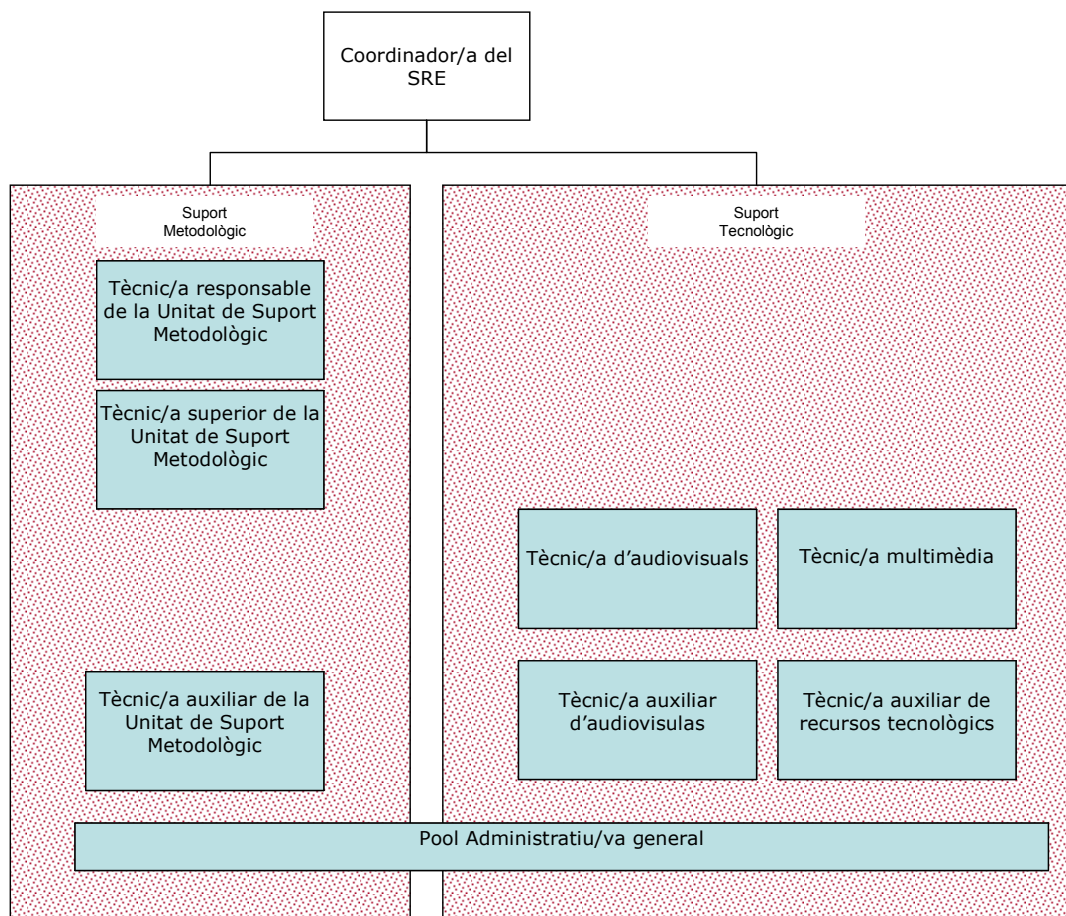 Coordinador/a del
SRE
Suport
Metodològic
Suport
Tecnològic
Tècnic/a responsable
de la Unitat de Suport
Metodològic
Tècnic/a superior de la
Unitat de Suport
Metodològic
Tècnic/a d’audiovisuals
Tècnic/a multimèdia
Tècnic/a auxiliar de la
Unitat de Suport
Metodològic
Tècnic/a auxiliar
d’audiovisulas
Tècnic/a auxiliar de
recursos tecnològics
Pool Administratiu/va general